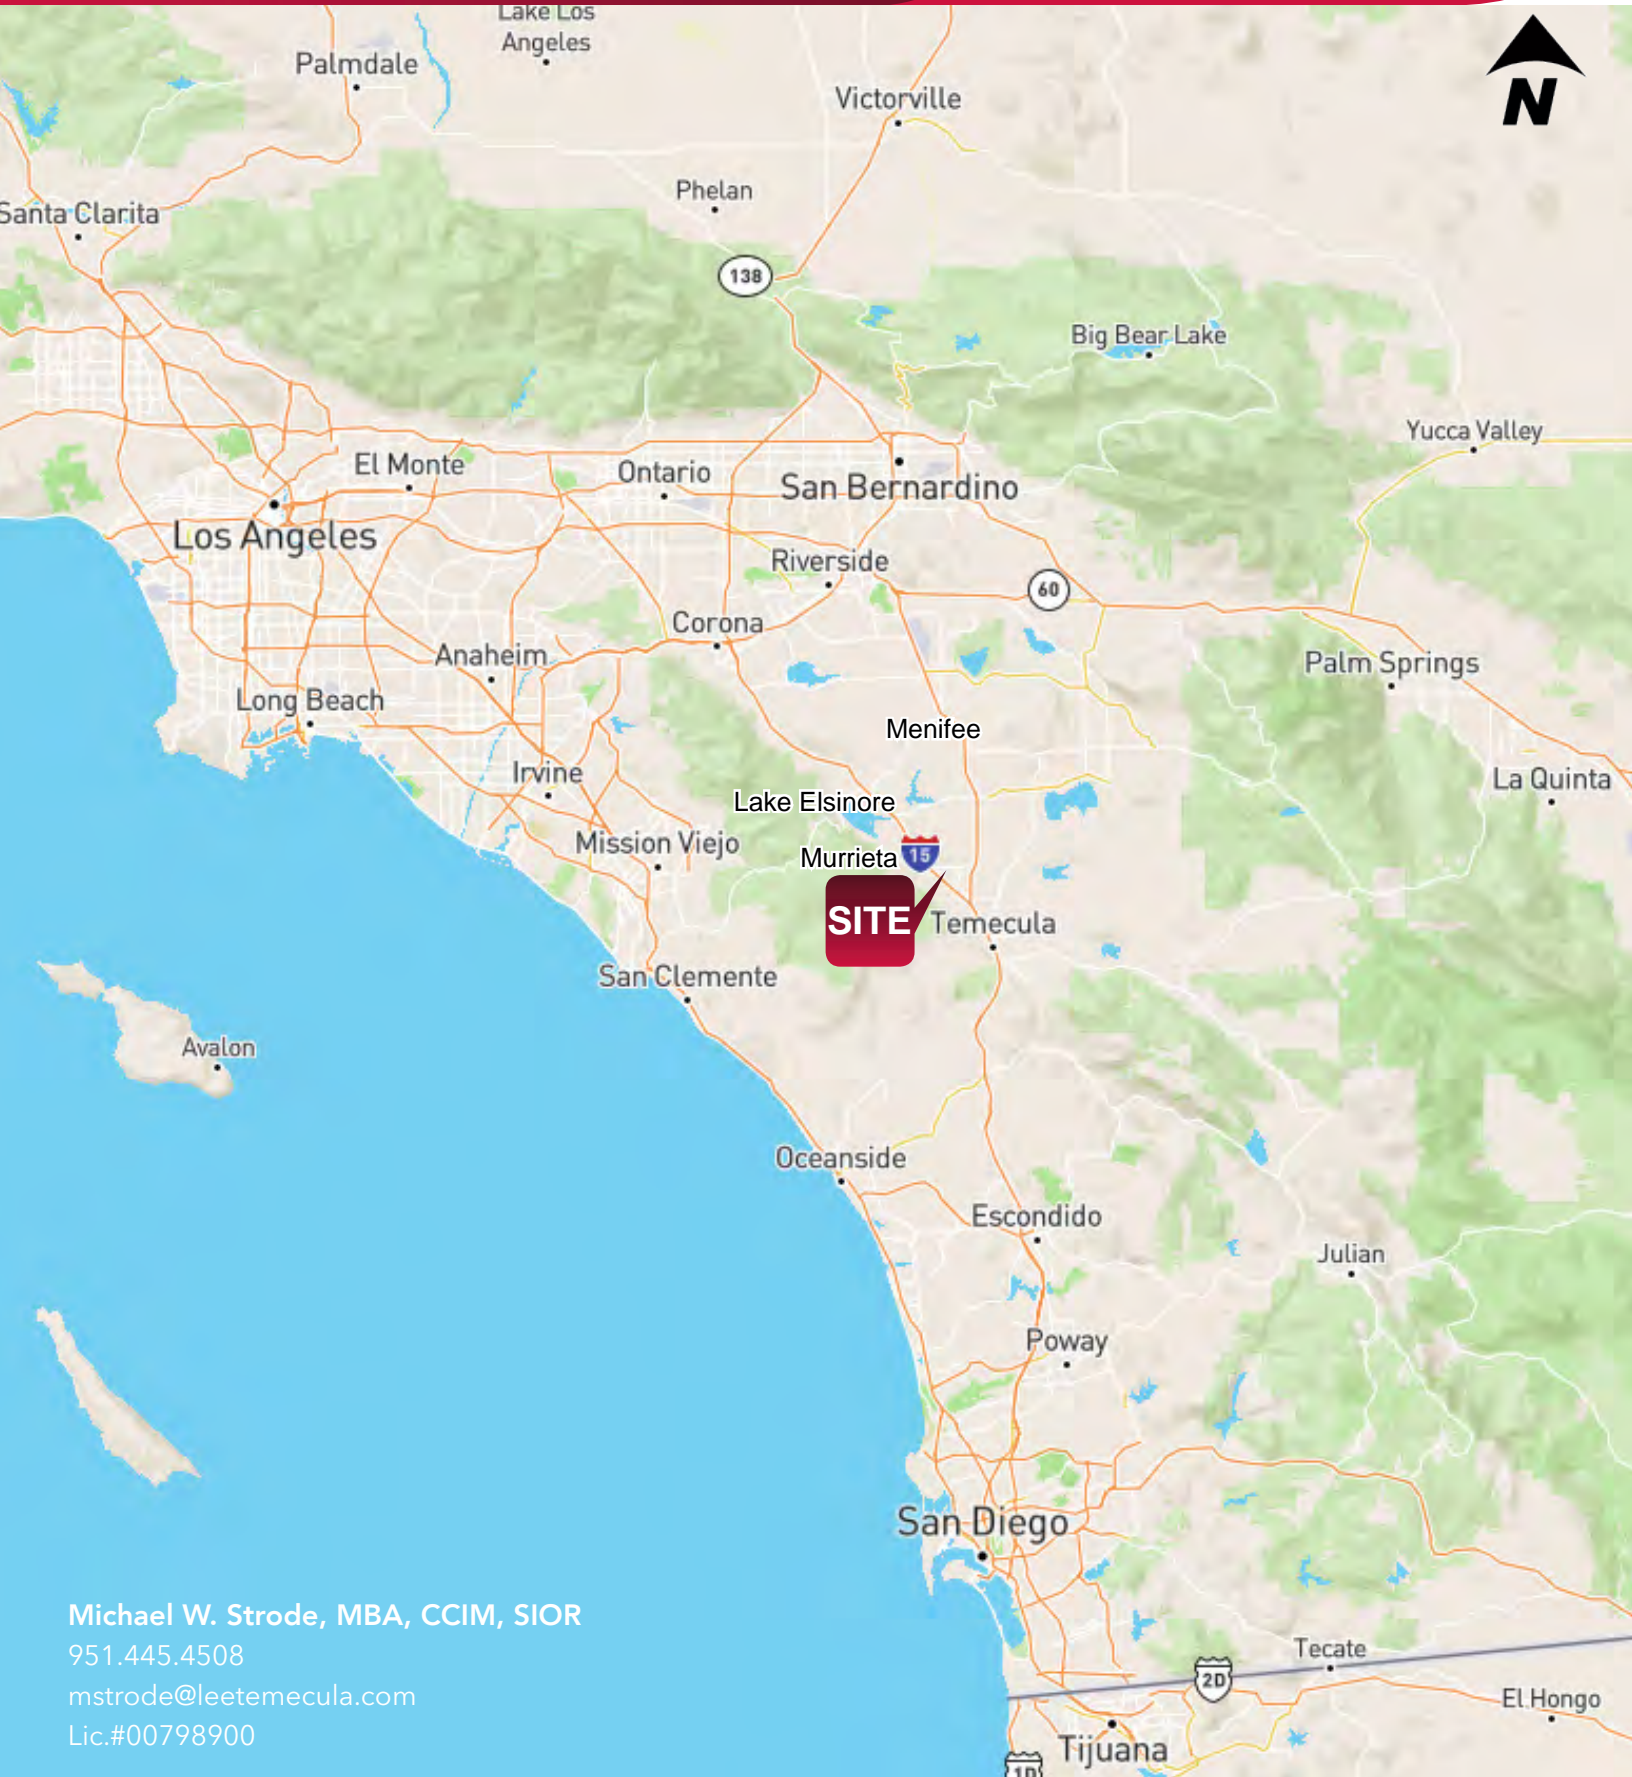 Lake Los
Angeles
Palmdale
N
Victorville
Phelan
Santa Clarita
138
Big Bear Lake
Yucca Valley
El Monte
Ontario
San Bernardino
Los Angeles
Riverside
60
Corona
Anaheim
Palm Springs
Long Beach
Menifee
Irvine
La Quinta
Lake Elsinore
Mission Viejo
Murrieta
15
SITE
Temecula
San Clemente
Avalon
Oceanside
Escondido
Julian
Poway
San Diego
Michael W. Strode, MBA, CCIM, SIOR
951.445.4508
mstrode@leetemecula.com
Lic.#00798900
Tecate
2D
El Hongo
Tijuana
1D